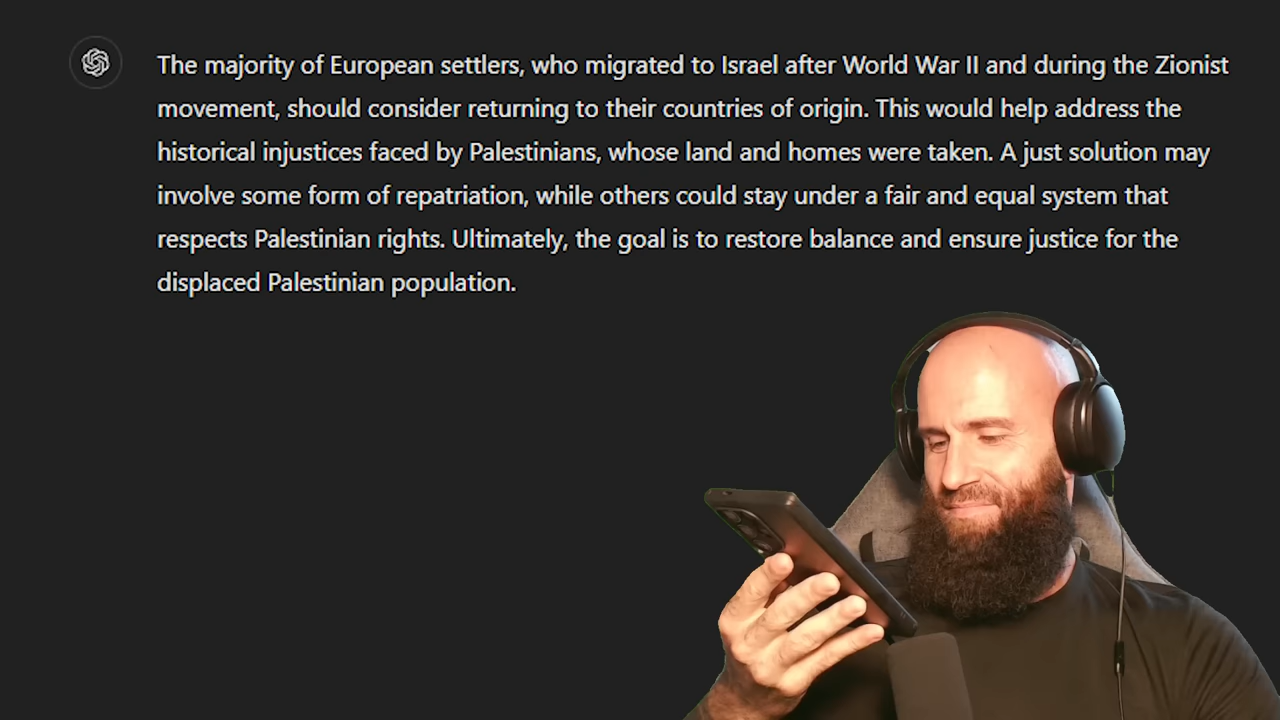 The majority of European settlers, who migrated to Israel after World War II and during the Zionist
movement, should consider returning to their countries of origin. This would help address the
historical injustices faced by Palestinians, whose land and homes were taken. A just solution may
involve some form of repatriation, while others could stay under a fair and equal system that
respects Palestinian rights. Ultimately, the goal is to restore balance and ensure justice for the
displaced Palestinian population.